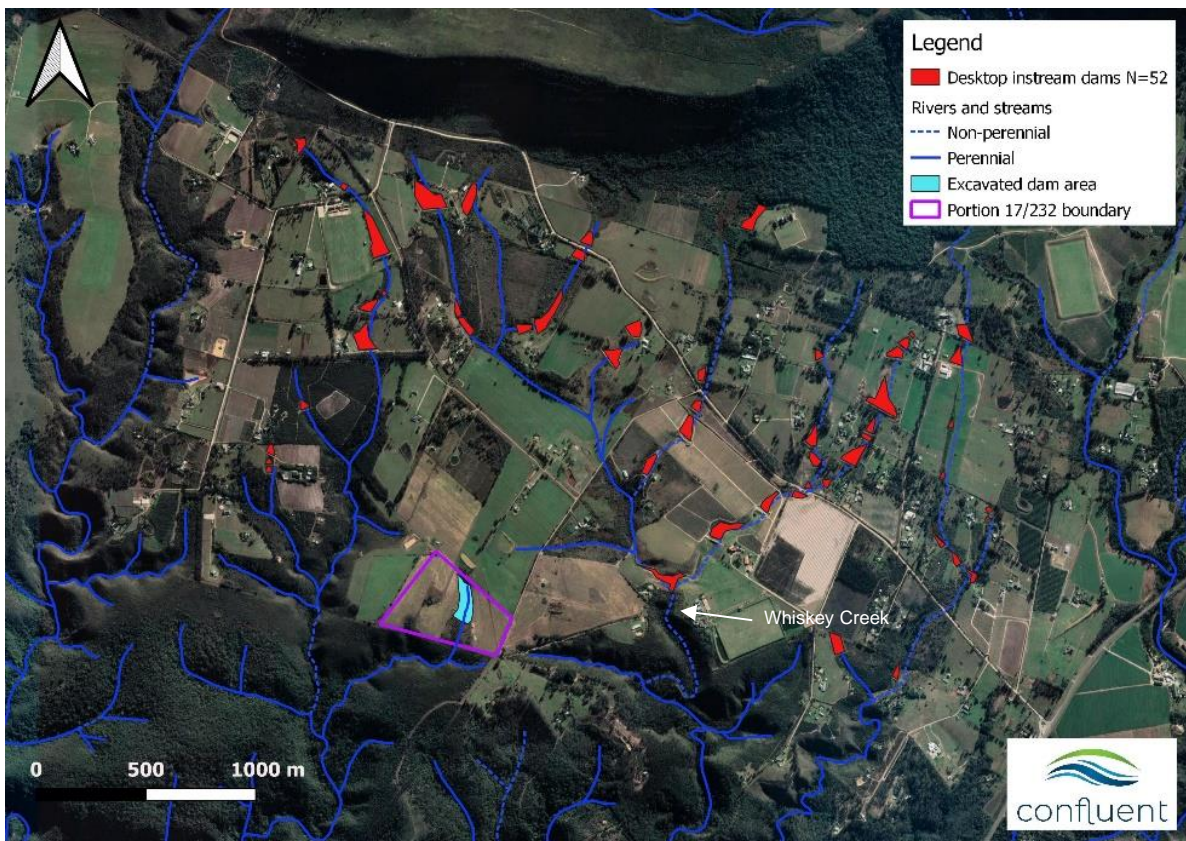 Legend
Desktop instream dams N=52
Rivers and streams
Non-perennial
Perennial
Excavated dam area
Portion 17/232 boundary
Whiskey Creek
0 500 1000 m
confluent